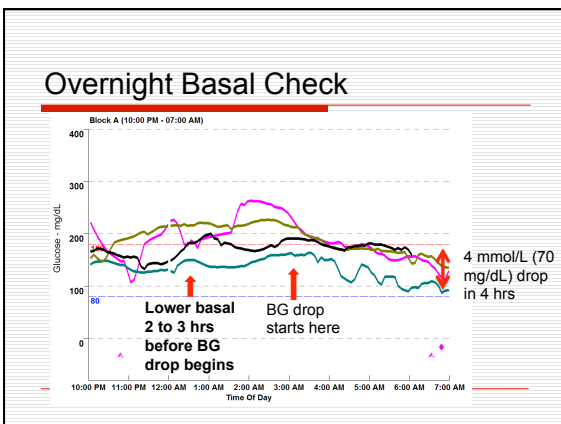 Overnight Basal Check
Block A (10:00 PM - 07:00 AM)
400
300
200
100
80
0
Glucose - mg/dL
4 mmol/L (70
mg/dL) drop
in 4 hrs
Lower basal
2 to 3 hrs
before BG
drop begins
BG drop
starts here
10:00 PM 11:00 PM 12:00 AM 1:00 AM 2:00 AM 3:00 AM 4:00 AM 5:00 AM 6:00 AM 7:00 AM
Time Of Day